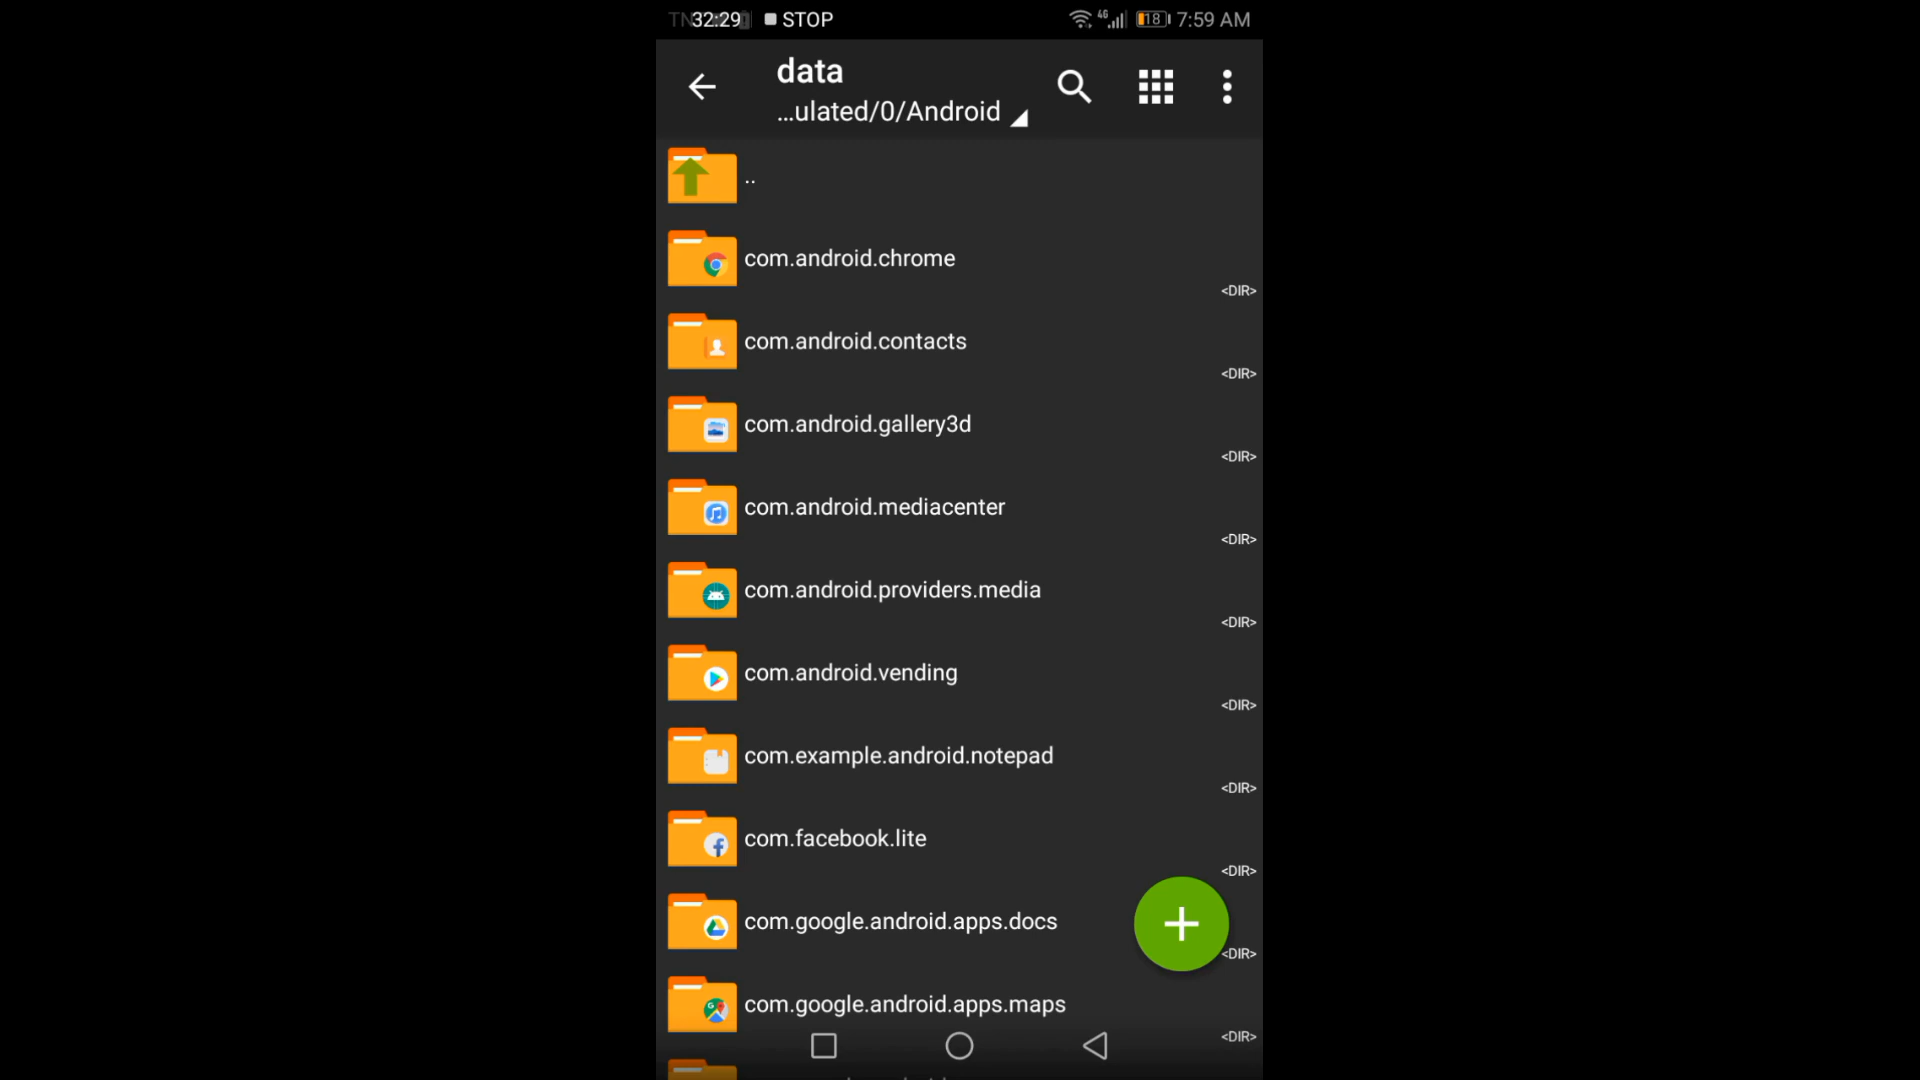 32:29 STOP 4G 18 7:59 AM
data
...ulated/0/Android
..
com.android.chrome
<DIR>
com.android.contacts
<DIR>
com.android.gallery3d
<DIR>
com.android.mediacenter
<DIR>
com.android.providers.media
<DIR>
com.android.vending
<DIR>
com.example.android.notepad
<DIR>
com.facebook.lite
<DIR>
com.google.android.apps.docs
<DIR>
com.google.android.apps.maps
<DIR>